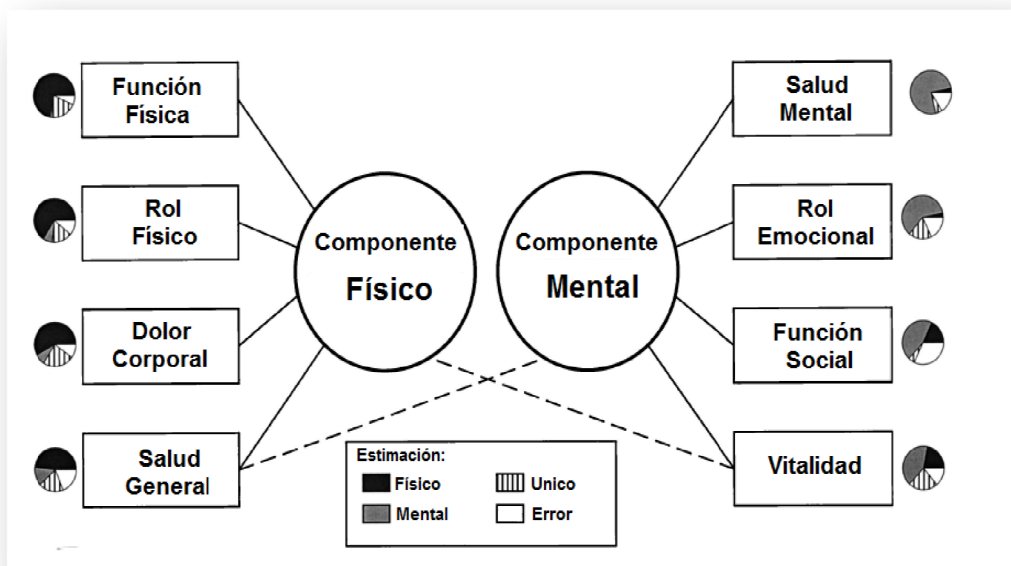 Función
Física
Rol
Físico
Dolor
Corporal
Salud
General
Componente
Físico
Componente
Mental
Salud
Mental
Rol
Emocional
Función
Social
Vitalidad
Estimación:
Físico
Unico
Mental
Error